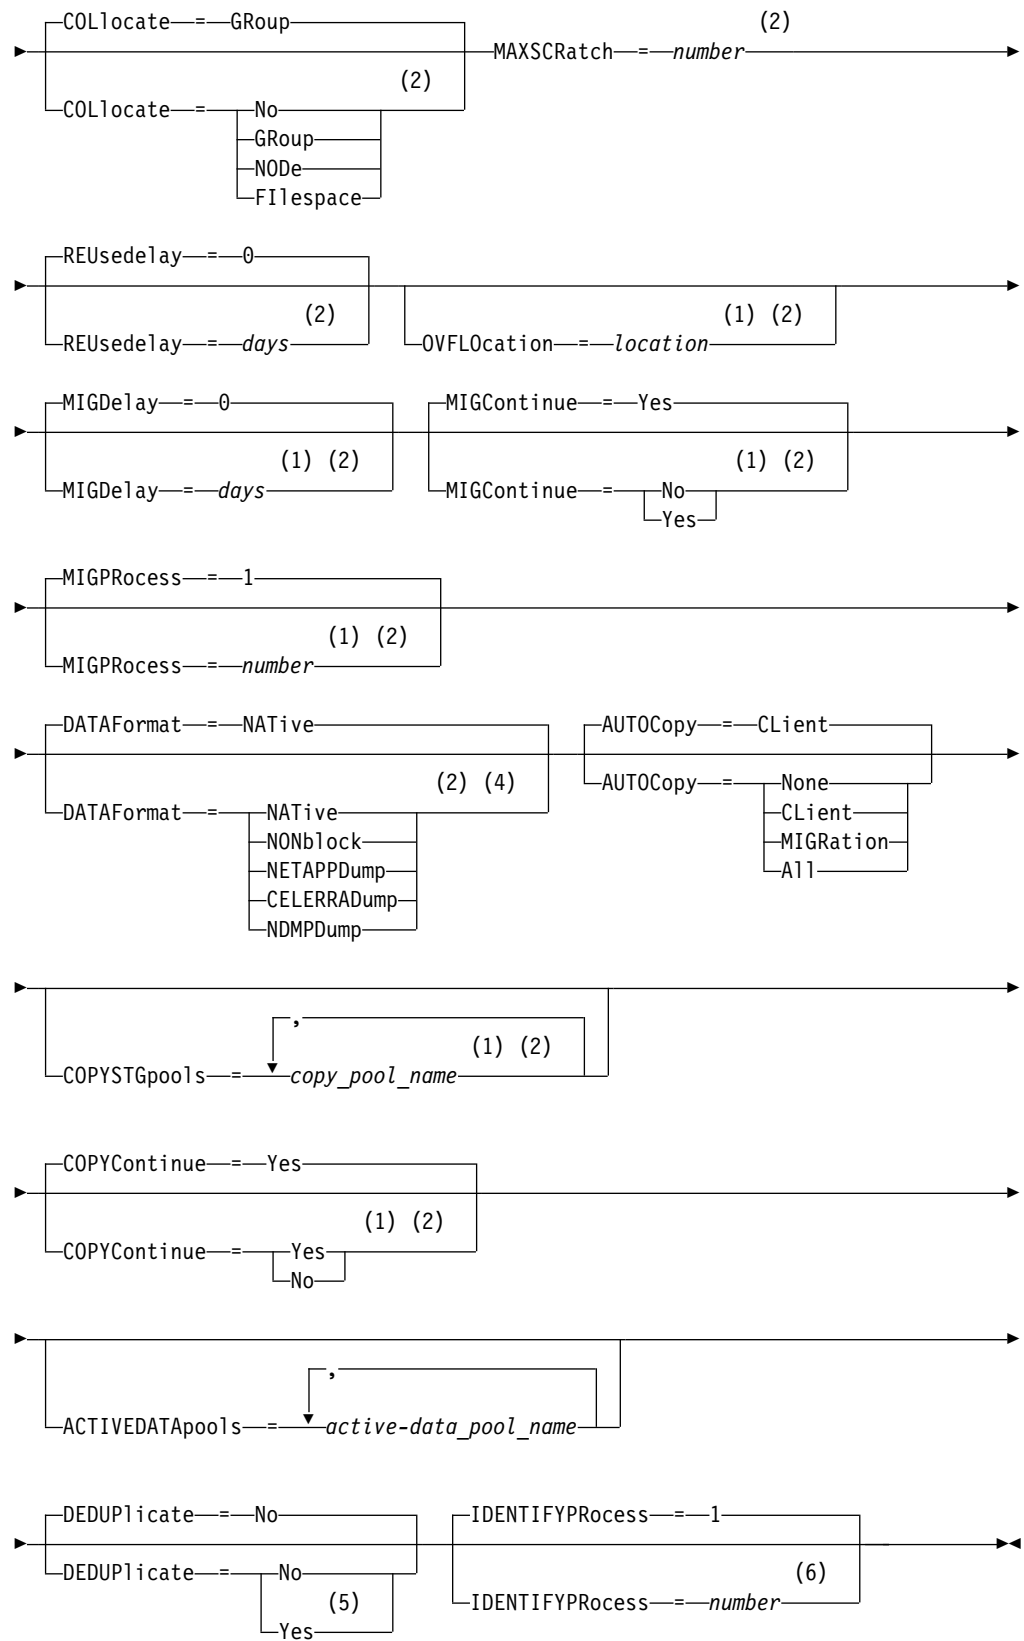 COLlocate = GRoup
MAXSCRatch = number (2)
(2)
COLlocate = No
GRoup
NODe
FIlespace
REUsedelay = 0
(2)
REUsedelay = days
(1) (2)
OVFLOcation = location
MIGDelay = 0
(1) (2)
MIGDelay = days
MIGContinue = Yes
(1) (2)
MIGContinue = No
Yes
MIGPRocess = 1
(1) (2)
MIGPRocess = number
DATAFormat = NATive
(2) (4)
DATAFormat = NATive
NONblock
NETAPPDump
CELERRADump
NDMPDump
AUTOCopy = CLient
AUTOCopy = None
CLient
MIGRation
All
,
(1) (2)
COPYSTGpools = copy_pool_name
COPYContinue = Yes
(1) (2)
COPYContinue = Yes
No
,
ACTIVEDATApools = active-data_pool_name
DEDUPlicate = No
DEDUPlicate = No
(5)
Yes
IDENTIFYPRocess = 1
(6)
IDENTIFYPRocess = number